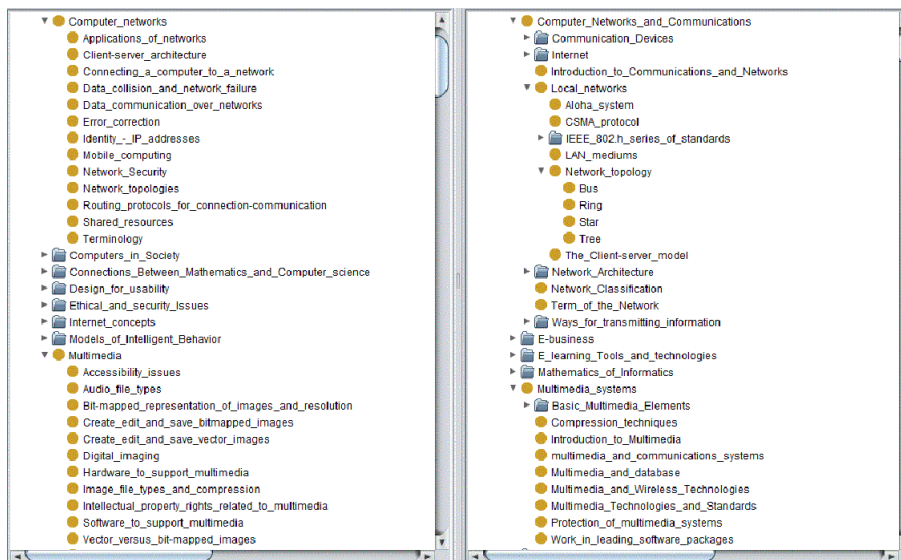 Computer_networks
Applications_of_networks
Client-server_architecture
Connecting_a_computer_to_a_network
Data_collision_and_network_failure
Data_communication_over_networks
Error_correction
Identity_-_IP_addresses
Mobile_computing
Network_Security
Network_topologies
Routing_protocols_for_connection-communication
Shared_resources
Terminology
Computers_in_Society
Connections_Between_Mathematics_and_Computer_science
Design_for_usability
Ethical_and_security_Issues
Internet_concepts
Models_of_Intelligent_Behavior
Multimedia
Accessibility_issues
Audio_file_types
Bit-mapped_representation_of_images_and_resolution
Create_edit_and_save_bitmapped_images
Create_edit_and_save_vector_images
Digital_imaging
Hardware_to_support_multimedia
Image_file_types_and_compression
Intellectual_property_rights_related_to_multimedia
Software_to_support_multimedia
Vector_versus_bit-mapped_images
Computer_Networks_and_Communications
Communication_Devices
Internet
Introduction_to_Communications_and_Networks
Local_networks
Aloha_system
CSMA_protocol
IEEE_802.h_series_of_standards
LAN_mediums
Network_topology
Bus
Ring
Star
Tree
The_Client-server_model
Network_Architecture
Network_Classification
Term_of_the_Network
Ways_for_transmitting_information
E-business
E_learning_Tools_and_technologies
Mathematics_of_Informatics
Multimedia_systems
Basic_Multimedia_Elements
Compression_techniques
Introduction_to_Multimedia
multimedia_and_communications_systems
Multimedia_and_database
Multimedia_and_Wireless_Technologies
Multimedia_Technologies_and_Standards
Protection_of_multimedia_systems
Work_in_leading_software_packages